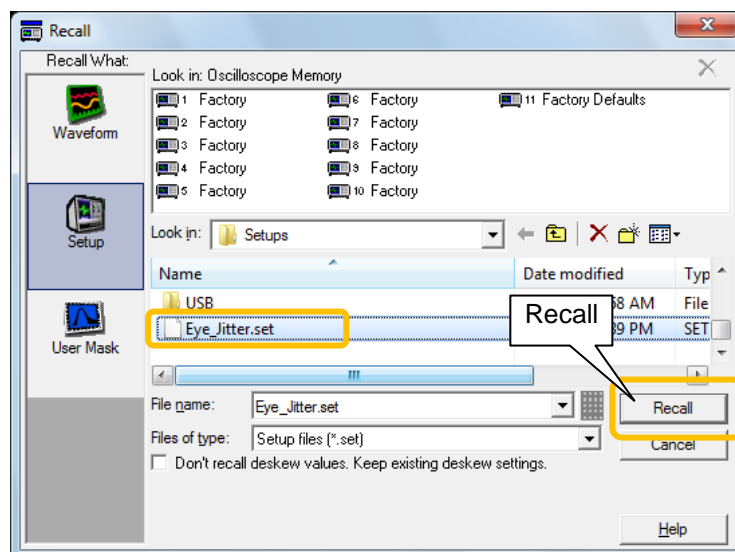 Recall
Recall What:
Waveform
Setup
User Mask
Look in: Oscilloscope Memory
1 Factory 6 Factory 11 Factory Defaults
2 Factory 7 Factory
3 Factory 8 Factory
4 Factory 9 Factory
5 Factory 10 Factory
Look in: Setups
Name Date modified Typ
USB 58 AM File
Eye_Jitter.set 39 PM SET
Recall
File name: Eye_Jitter.set Recall
Files of type: Setup files (*.set) Cancel
Don't recall deskew values. Keep existing deskew settings.
Help